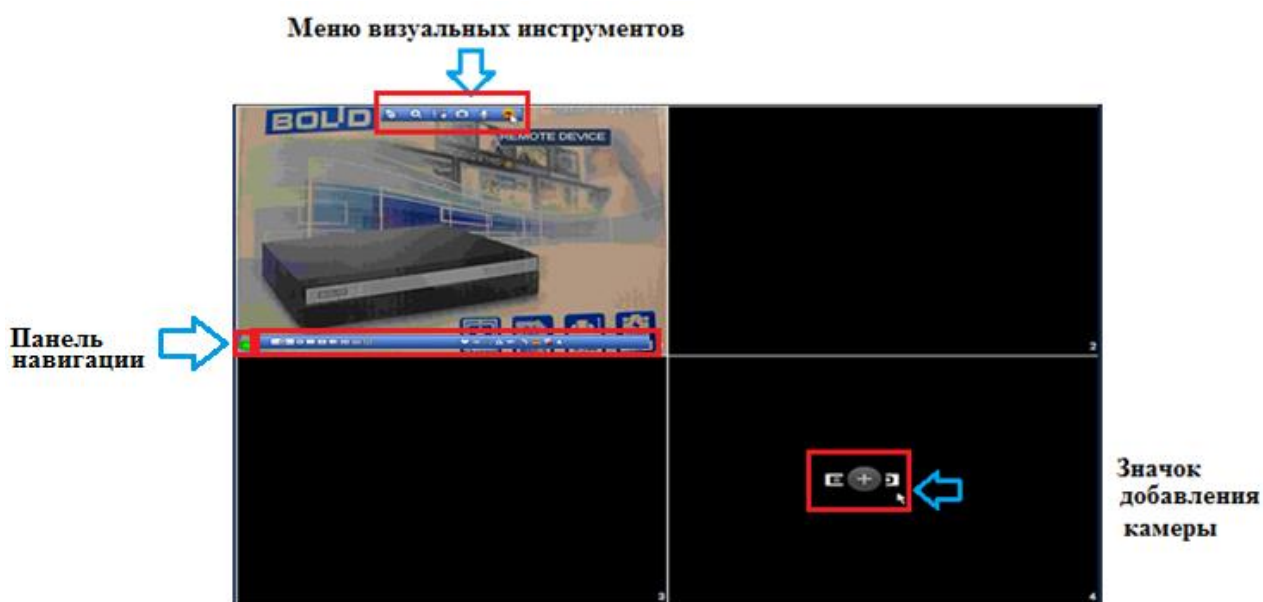 Меню визуальных инструментов
BOLID
REMOTE DEVICE
Панель
навигации
2
Значок
добавления
камеры
3
4